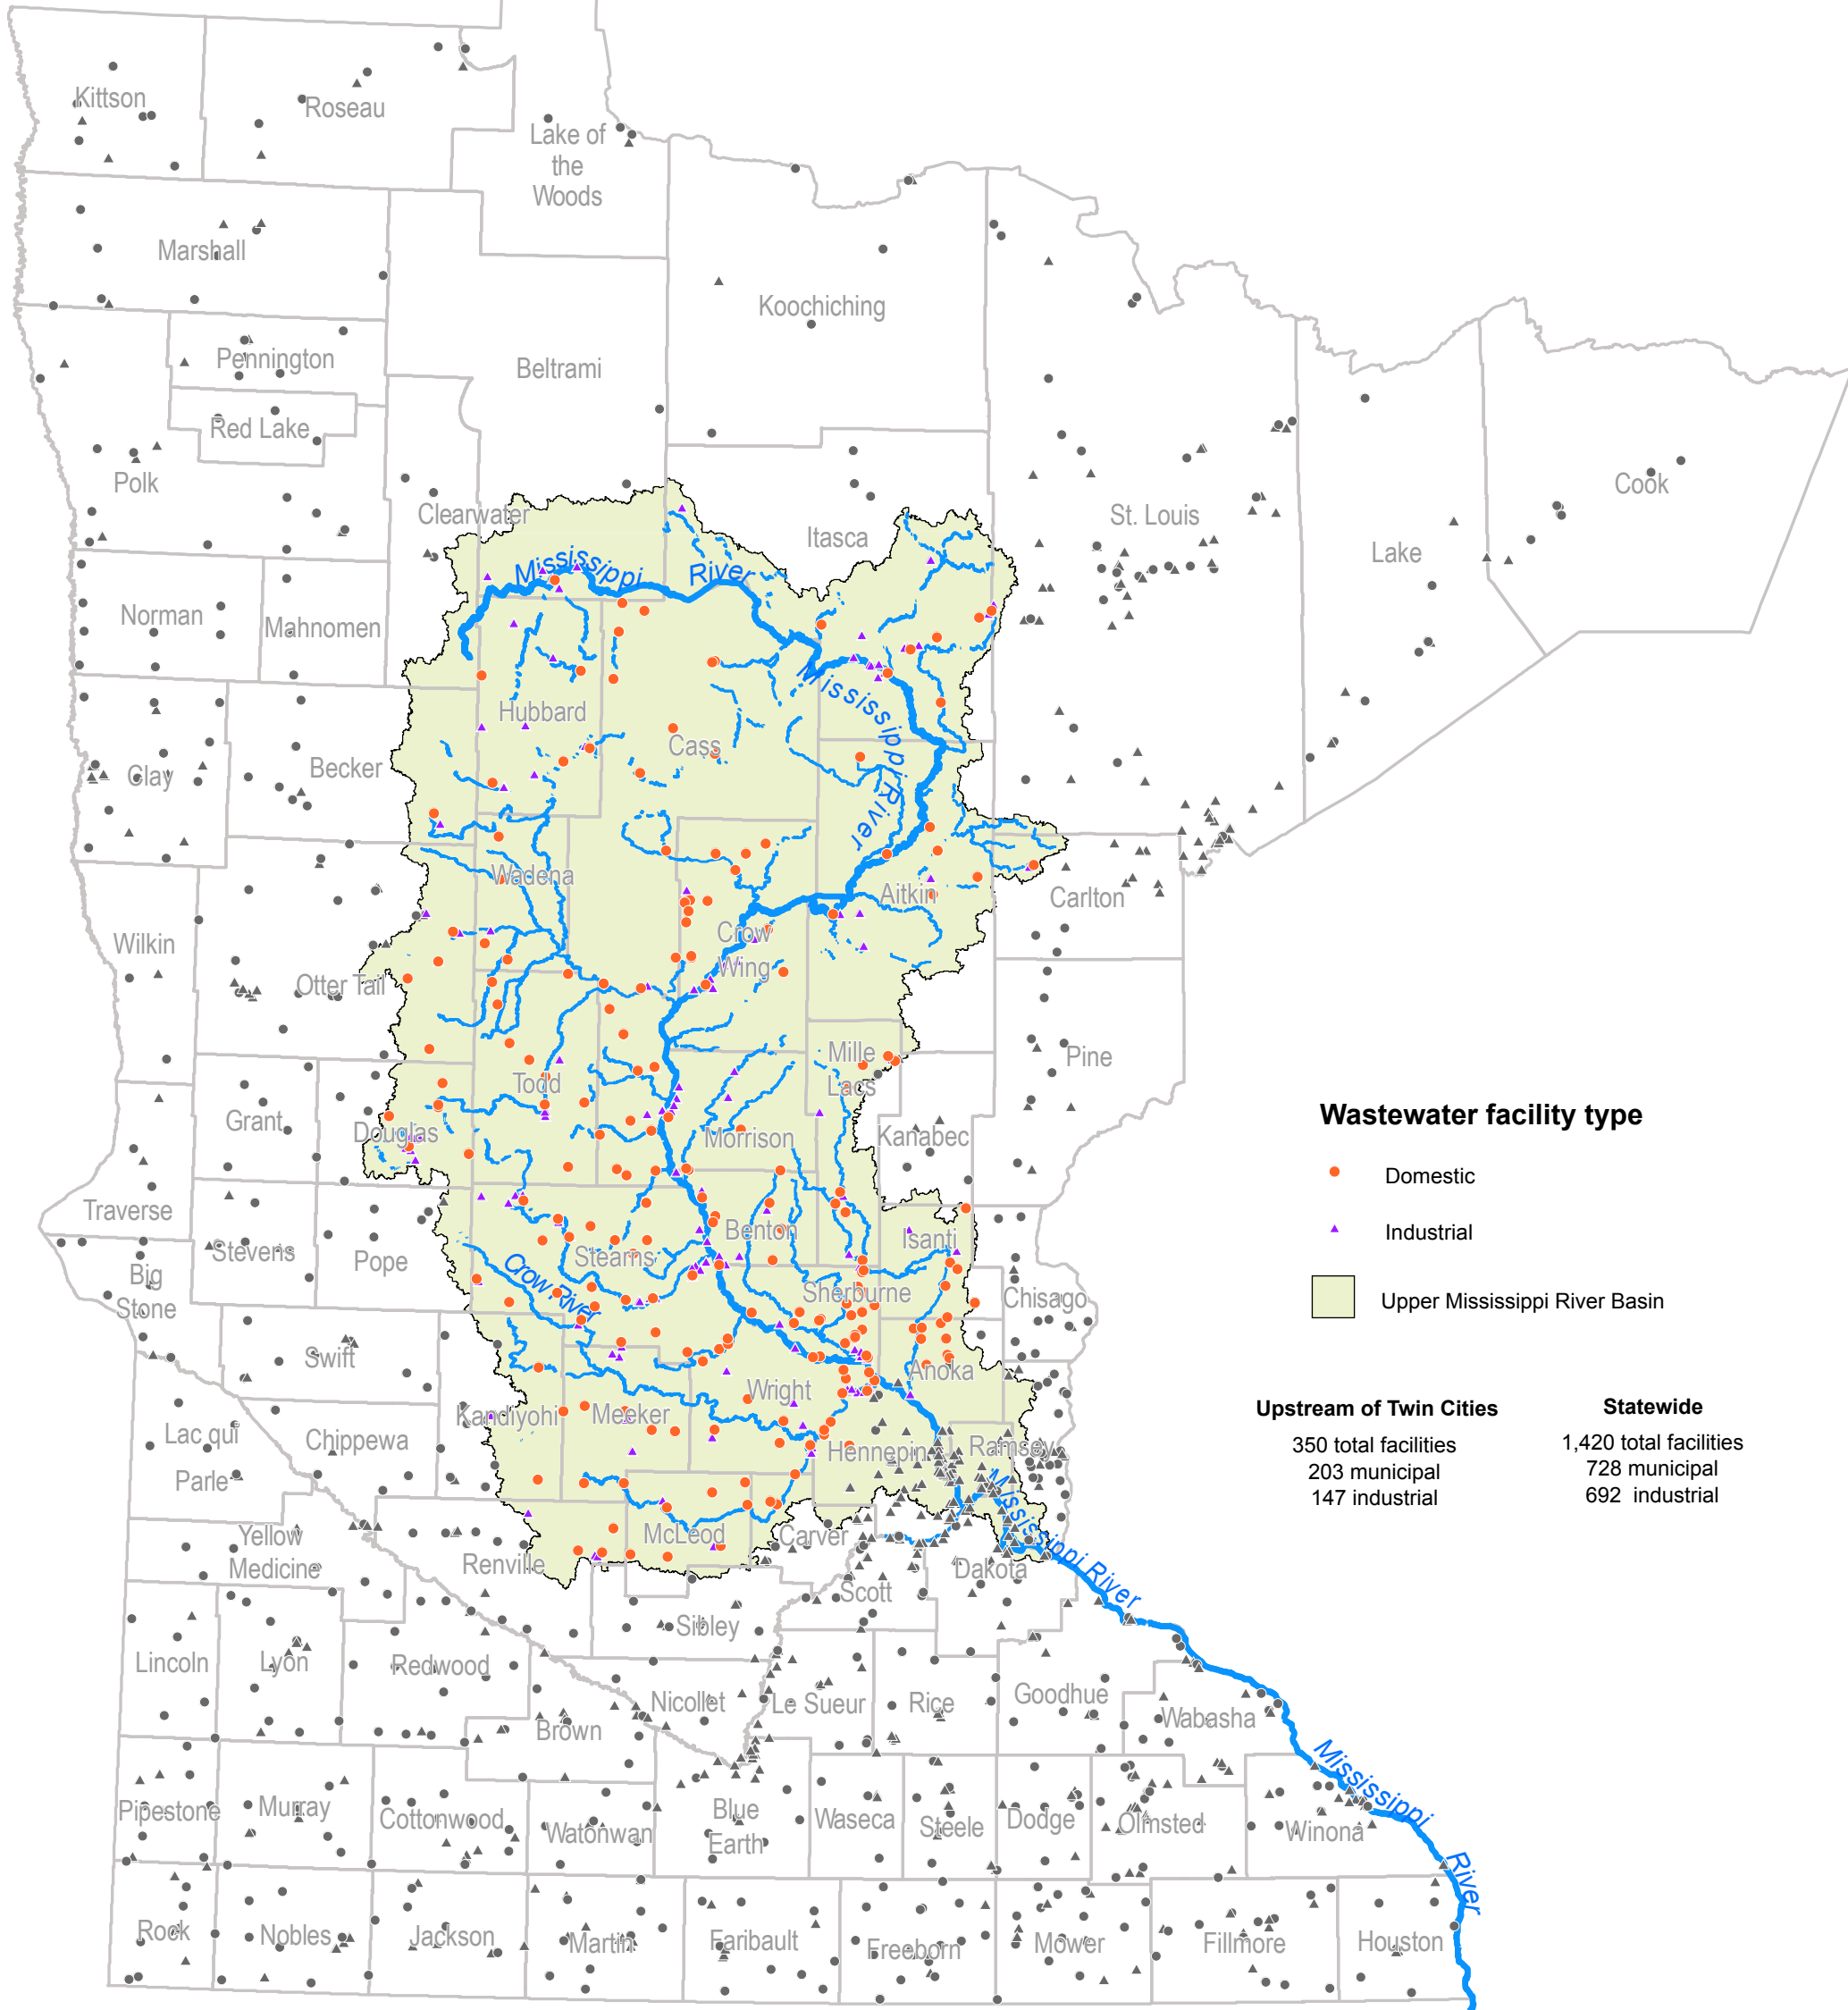 Kittson
Roseau
Lake of
the
Woods
Marshall
Koochiching
Pennington
Beltrami
Red Lake
Polk
Clearwater
Itasca
St. Louis
Lake
Cook
Mississippi River
Norman
Mahnomen
Hubbard
Cass
Mississippi River
Clay
Becker
Wadena
Aitkin
Carlton
Wilkin
Otter Tail
Crow
Wing
Mille
Lacs
Pine
Todd
Grant
Douglas
Morrison
Kanabec
Wastewater facility type
Domestic
Industrial
Upper Mississippi River Basin
Traverse
Stevens
Pope
Stearns
Benton
Isanti
Big
Stone
Crow River
Sherburne
Chisago
Swift
Anoka
Wright
Kandiyohi
Meeker
Lac qui
Parle
Chippewa
Hennepin
Ramsey
Upstream of Twin Cities
350 total facilities
203 municipal
147 industrial
Statewide
1,420 total facilities
728 municipal
692 industrial
Yellow
Medicine
Renville
McLeod
Carver
Scott
Dakota
Mississippi River
Sibley
Lincoln
Lyon
Redwood
Nicollet
Le Sueur
Rice
Goodhue
Wabasha
Brown
Pipestone
Murray
Cottonwood
Watonwan
Blue
Earth
Waseca
Steele
Dodge
Olmsted
Winona
Mississippi
River
Rock
Nobles
Jackson
Martin
Faribault
Freeborn
Mower
Fillmore
Houston